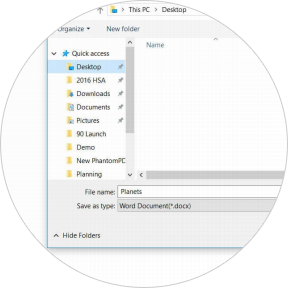 This PC > Desktop
Organize New folder
Name
Quick access
Desktop
2016 HSA
Downloads
Documents
Pictures
90 Launch
Demo
New PhantomPD
Planning
File name: Planets
Save as type: Word Document(*.docx)
Hide Folders